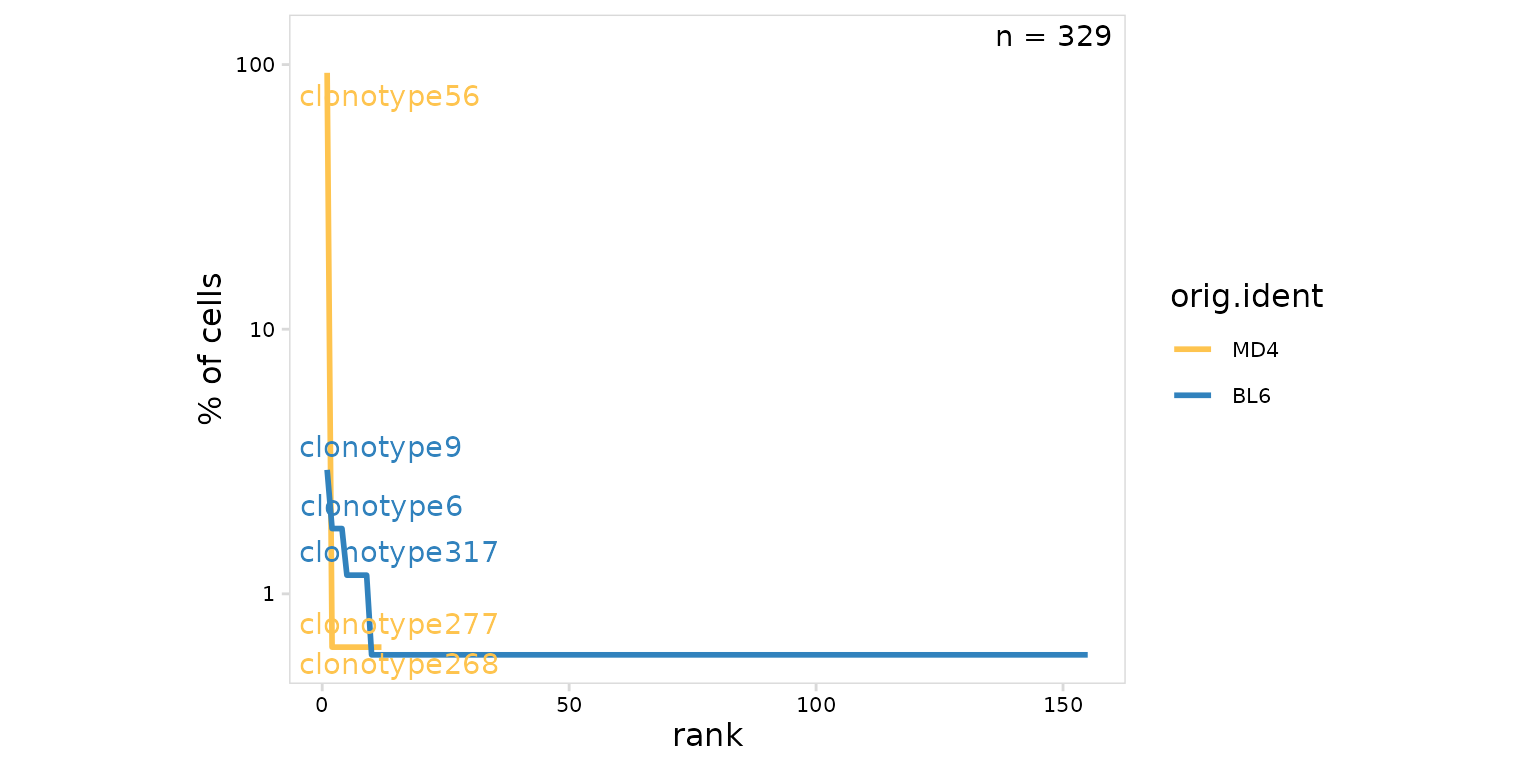 n = 329
100
10
1
% of cells
clonotype56
clonotype9
clonotype6
clonotype317
clonotype277
clonotype268
0 50 100 150
rank
orig.ident
MD4
BL6